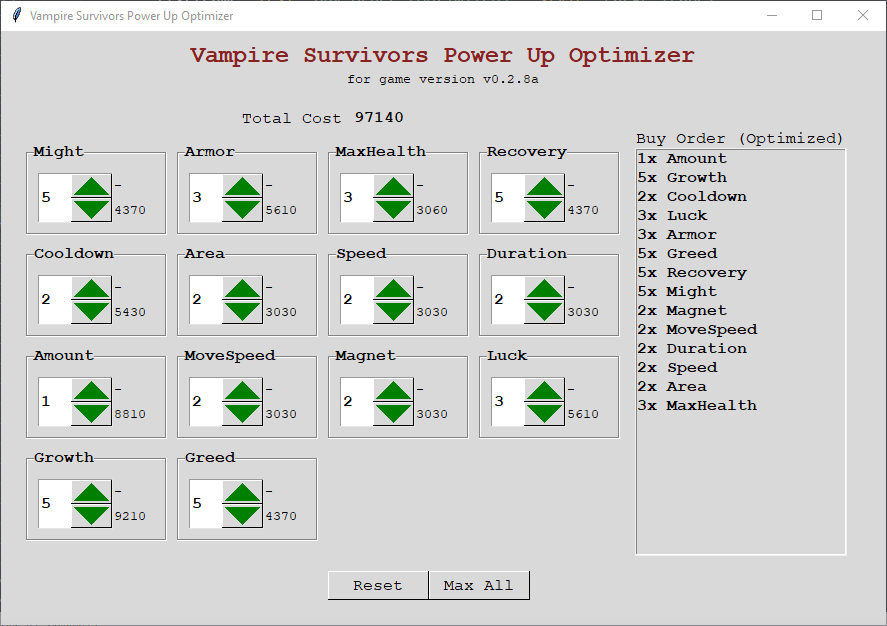 Vampire Survivors Power Up Optimizer
Vampire Survivors Power Up Optimizer
for game version v0.2.8a
Total Cost 97140
Might
5
-
4370
Armor
3
-
5610
MaxHealth
3
-
3060
Recovery
5
-
4370
Cooldown
2
-
5430
Area
2
-
3030
Speed
2
-
3030
Duration
2
-
3030
Amount
1
-
8810
MoveSpeed
2
-
3030
Magnet
2
-
3030
Luck
3
-
5610
Growth
5
-
9210
Greed
5
-
4370
Buy Order (Optimized)
1x Amount
5x Growth
2x Cooldown
3x Luck
3x Armor
5x Greed
5x Recovery
5x Might
2x Magnet
2x MoveSpeed
2x Duration
2x Speed
2x Area
3x MaxHealth
Reset
Max All